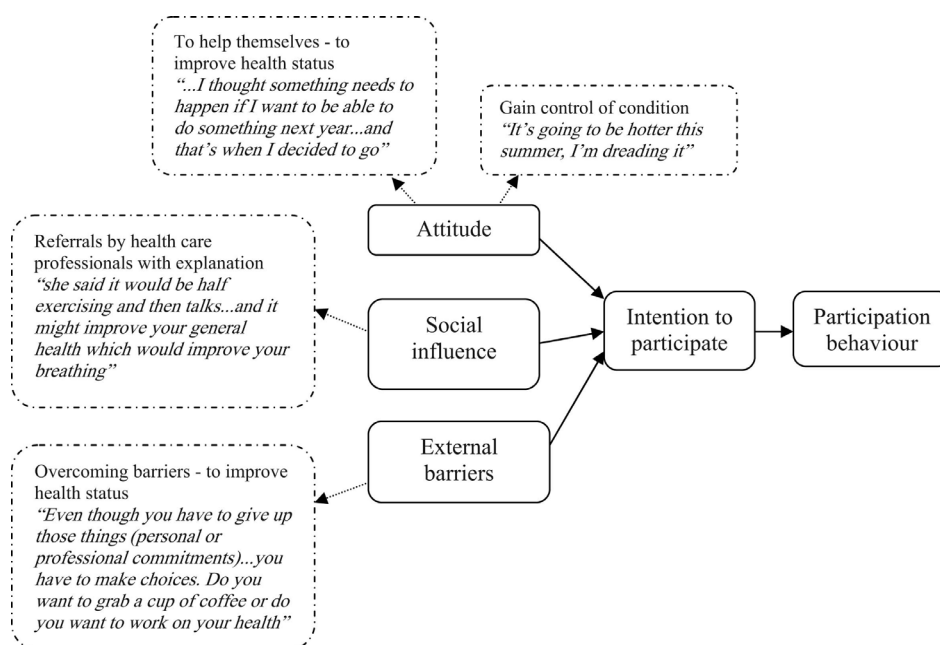 To help themselves - to
improve health status
“...I thought something needs to
happen if I want to be able to
do something next year...and
that’s when I decided to go”
Gain control of condition
“It’s going to be hotter this
summer, I’m dreading it”
Attitude
Referrals by health care
professionals with explanation
“she said it would be half
exercising and then talks...and it
might improve your general
health which would improve your
breathing”
Social
influence
Intention to
participate
Participation
behaviour
External
barriers
Overcoming barriers - to improve
health status
“Even though you have to give up
those things (personal or
professional commitments)...you
have to make choices. Do you
want to grab a cup of coffee or do
you want to work on your health”